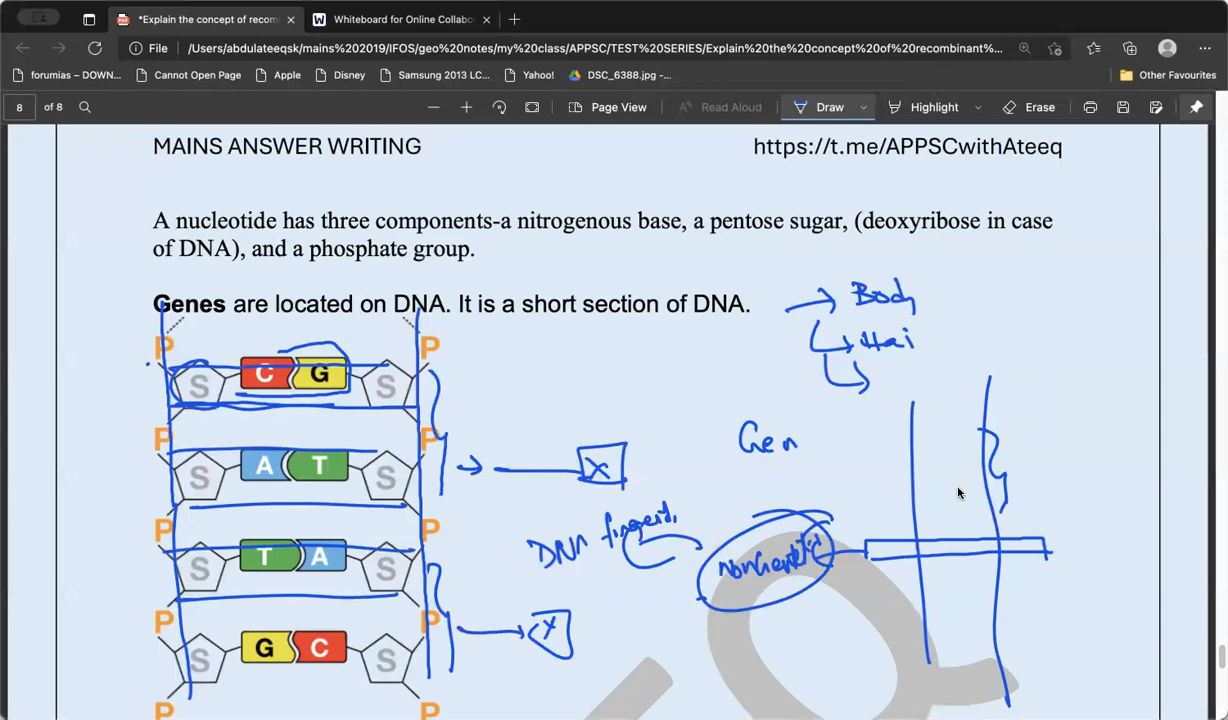 *Explain the concept of recom
Whiteboard for Online Collabo
File
/Users/abdulateeqsk/mains%202019/IFOS/geo%20notes/my%20class/APPSC/TEST%20SERIES/Explain%20the%20concept%20of%20recombinant%...
forumias – DOWN...
Cannot Open Page
Apple
Disney
Samsung 2013 LC...
Yahoo!
DSC_6388.jpg -...
Other Favourites
8 of 8
Page View
Read Aloud
Draw
Highlight
Erase
MAINS ANSWER WRITING
https://t.me/APPSCwithAteeq
A nucleotide has three components-a nitrogenous base, a pentose sugar, (deoxyribose in case
of DNA), and a phosphate group.
Genes are located on DNA. It is a short section of DNA.
Body
Hai
P P
S C G S
Gen
P P
S A T S
X
DNA
P P
S T A S
P P
X
S G C S
P P